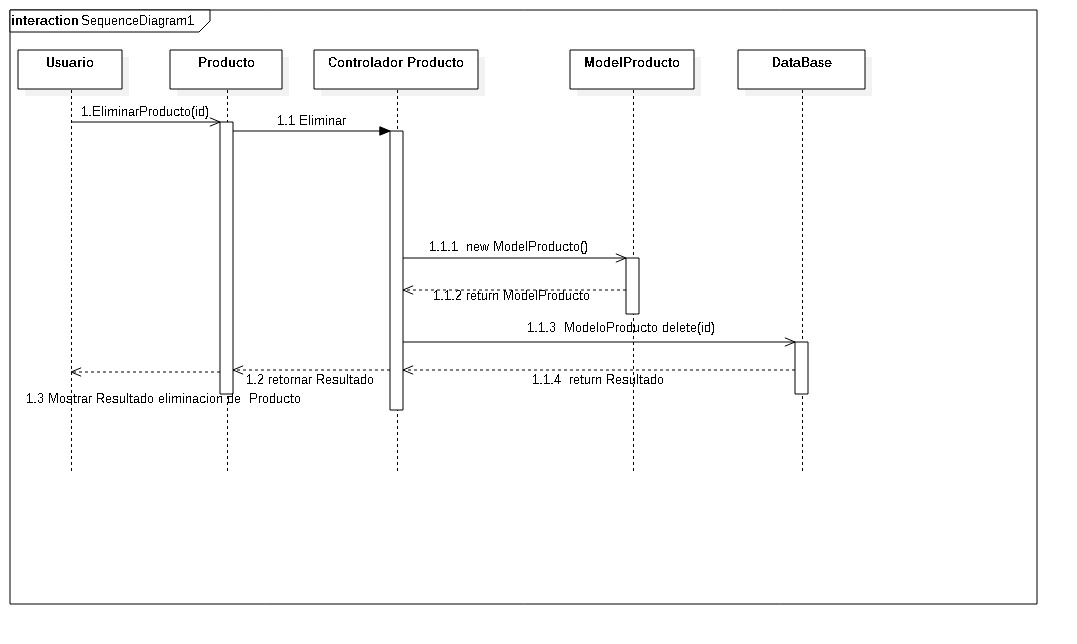 interaction SequenceDiagram1
Usuario
Producto
Controlador Producto
ModelProducto
DataBase
1.EliminarProducto(id)
1.1 Eliminar
1.1.1 new ModelProducto()
1.1.2 return ModelProducto
1.1.3 ModeloProducto delete(id)
1.2 retornar Resultado
1.1.4 return Resultado
1.3 Mostrar Resultado eliminacion de Producto